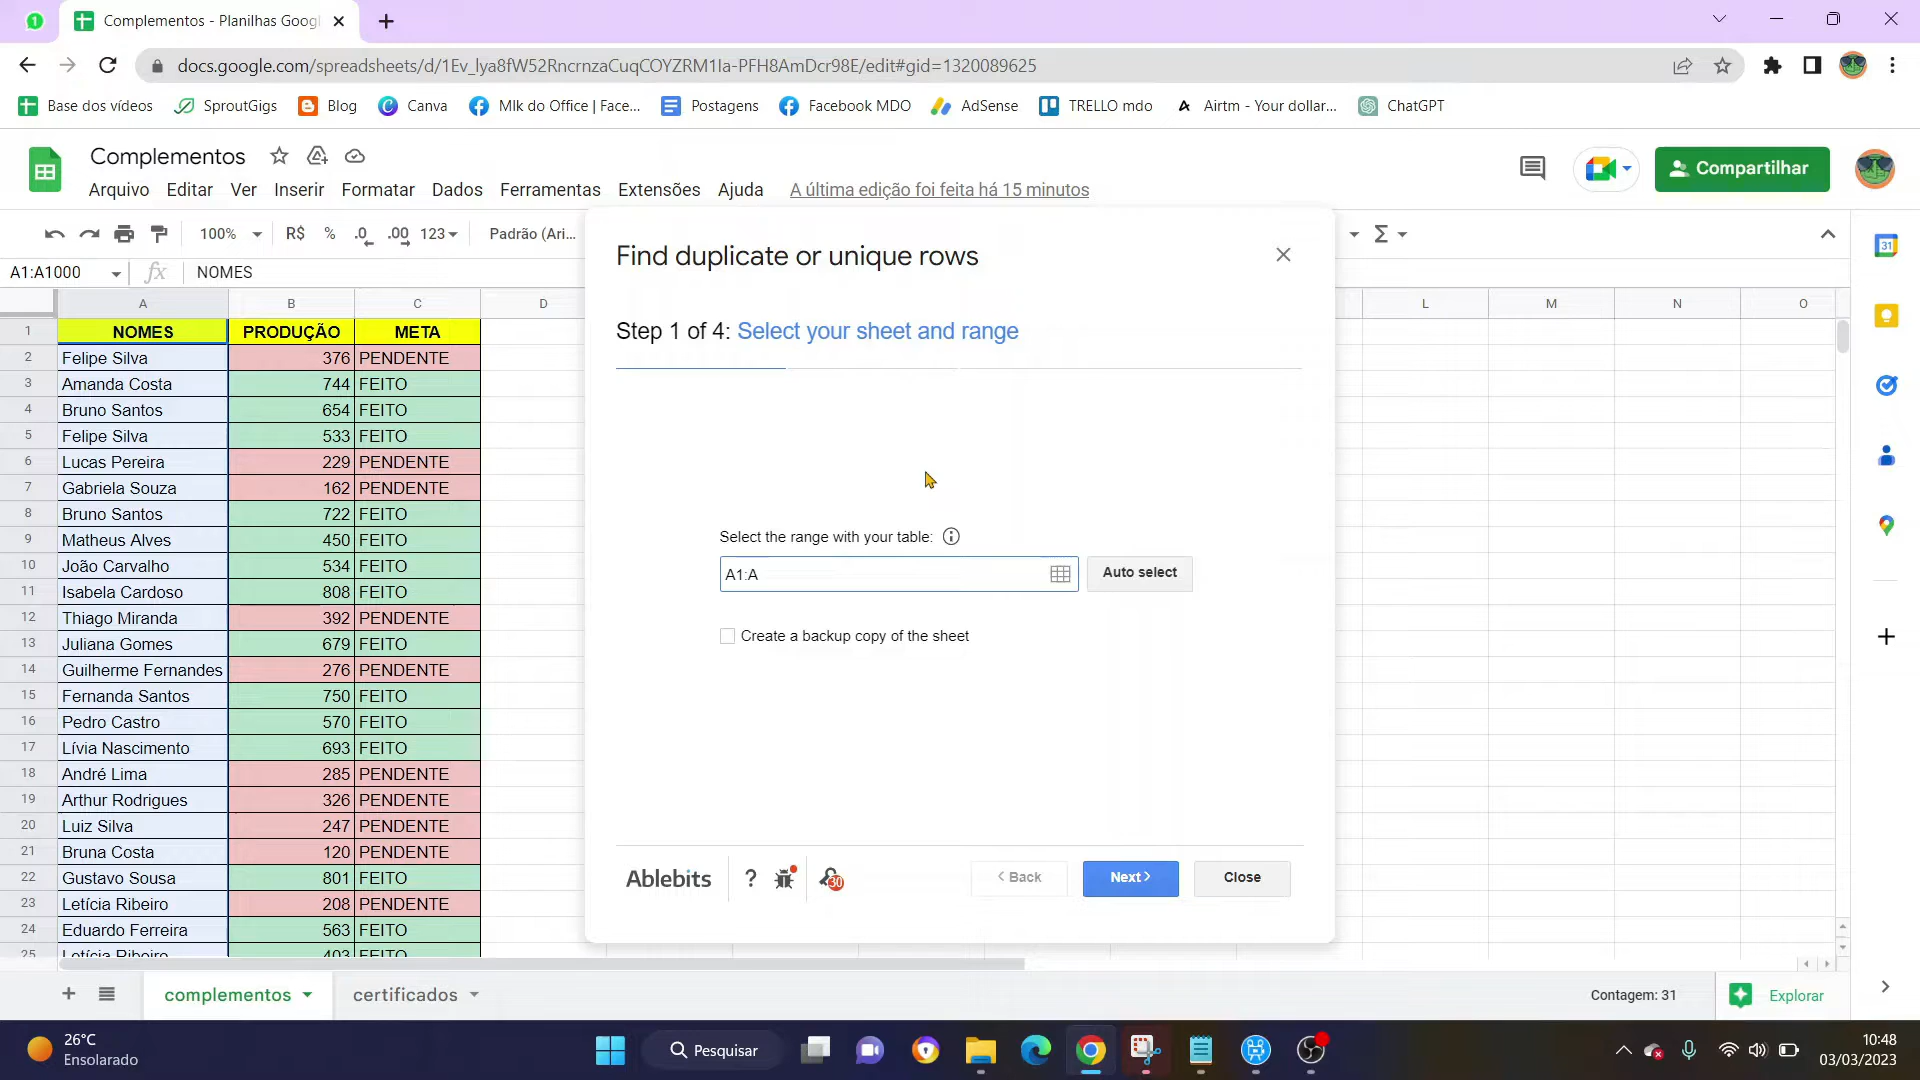 1
Complementos - Planilhas Goog
docs.google.com/spreadsheets/d/1Ev_lya8fW52RncrnzaCuqCOYZRM1Ia-PFH8AmDcr98E/edit#gid=1320089625
Base dos vídeos SproutGigs Blog Canva Mlk do Office | Face... Postagens Facebook MDO AdSense TRELLO mdo Airtm - Your dollar... ChatGPT
Complementos
Compartilhar
Arquivo Editar Ver Inserir Formatar Dados Ferramentas Extensões Ajuda A última edição foi feita há 15 minutos
100% R$ % .0 .00 123 Padrão (Ari... Σ
31
A1:A1000 fx NOMES
A B C D L M N O
1 NOMES PRODUÇÃO META
2 Felipe Silva 376 PENDENTE
3 Amanda Costa 744 FEITO
4 Bruno Santos 654 FEITO
5 Felipe Silva 533 FEITO
6 Lucas Pereira 229 PENDENTE
7 Gabriela Souza 162 PENDENTE
8 Bruno Santos 722 FEITO
9 Matheus Alves 450 FEITO
10 João Carvalho 534 FEITO
11 Isabela Cardoso 808 FEITO
12 Thiago Miranda 392 PENDENTE
13 Juliana Gomes 679 FEITO
14 Guilherme Fernandes 276 PENDENTE
15 Fernanda Santos 750 FEITO
16 Pedro Castro 570 FEITO
17 Lívia Nascimento 693 FEITO
18 André Lima 285 PENDENTE
19 Arthur Rodrigues 326 PENDENTE
20 Luiz Silva 247 PENDENTE
21 Bruna Costa 120 PENDENTE
22 Gustavo Sousa 801 FEITO
23 Letícia Ribeiro 208 PENDENTE
24 Eduardo Ferreira 563 FEITO
25 Letícia Ribeiro 403 FEITO
Find duplicate or unique rows
Step 1 of 4: Select your sheet and range
Select the range with your table:
A1:A
Auto select
Create a backup copy of the sheet
Ablebits ? 30 < Back Next> Close
complementos certificados Contagem: 31 Explorar
26°C
Ensolarado
Pesquisar
10:48
03/03/2023